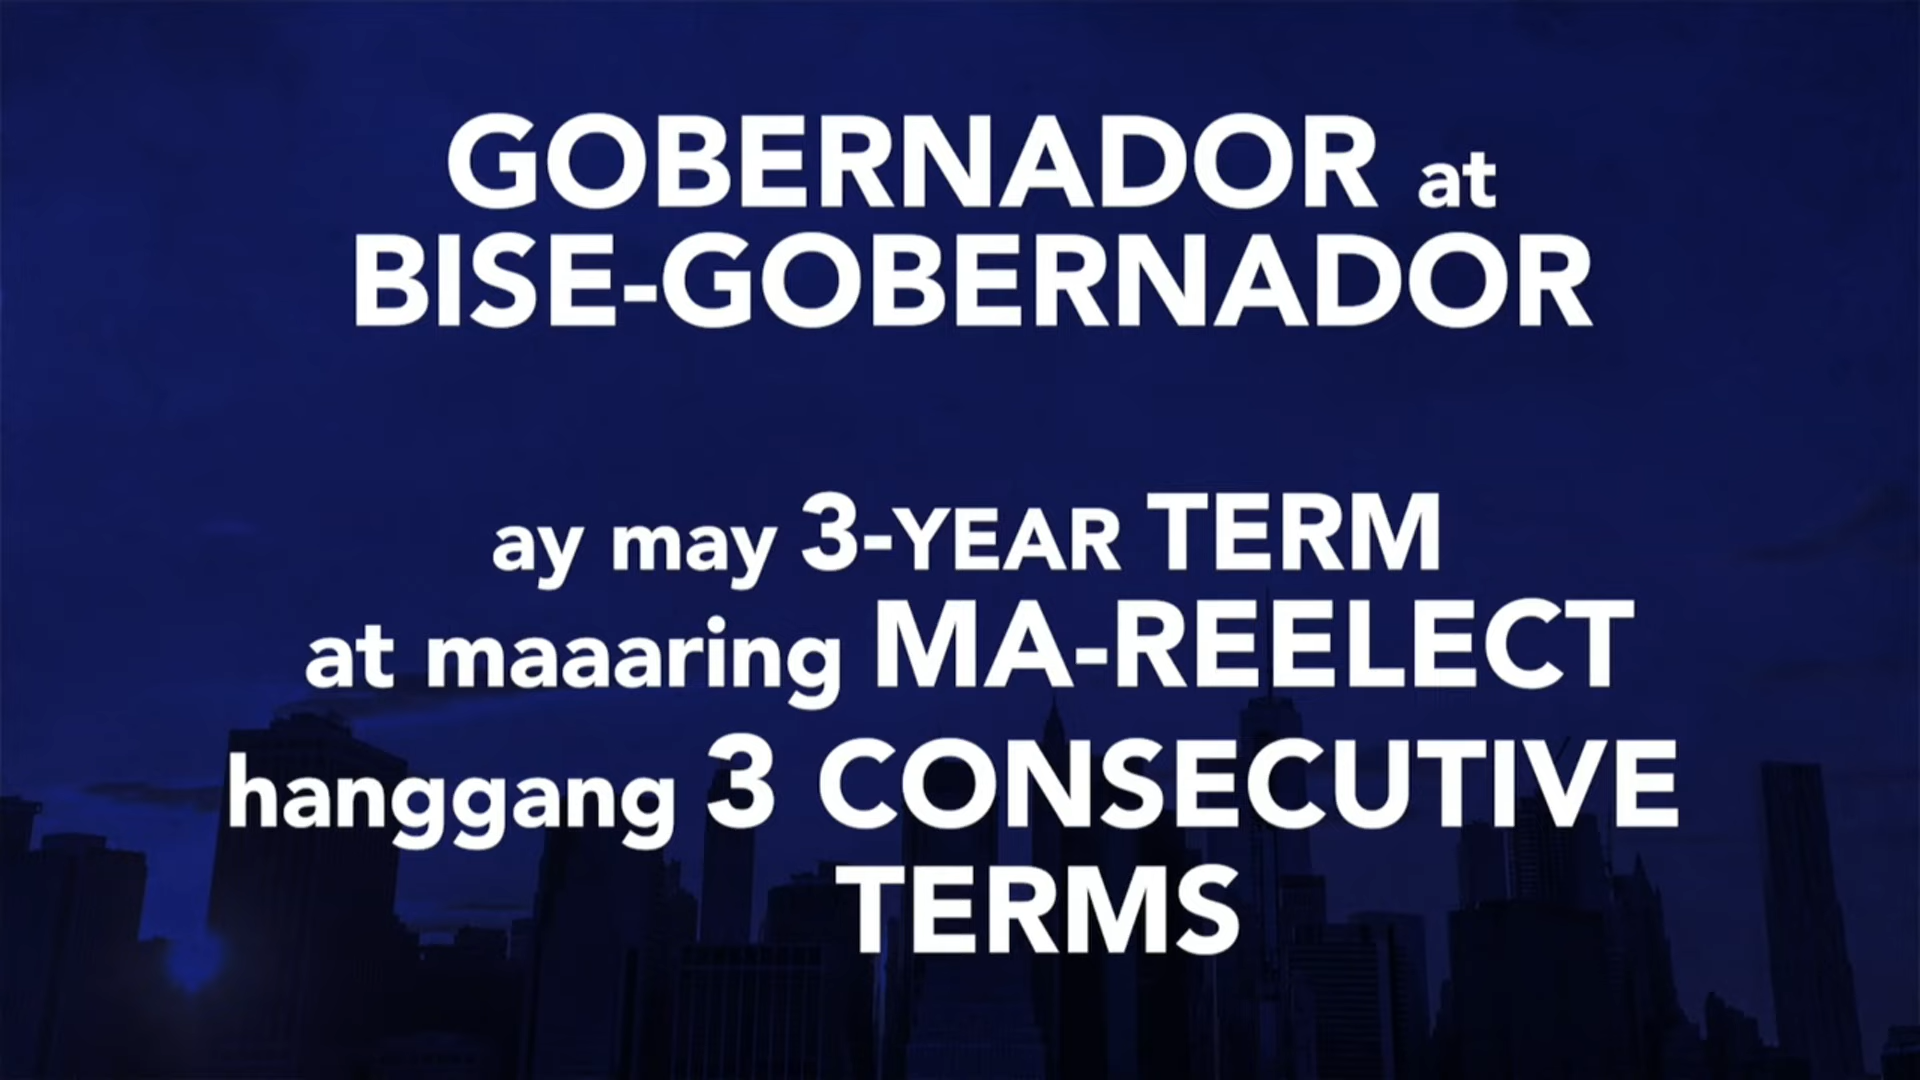 GOBERNADOR at
BISE-GOBERNADOR
ay may 3-YEAR TERM
at maaaring MA-REELECT
hanggang 3 CONSECUTIVE
TERMS